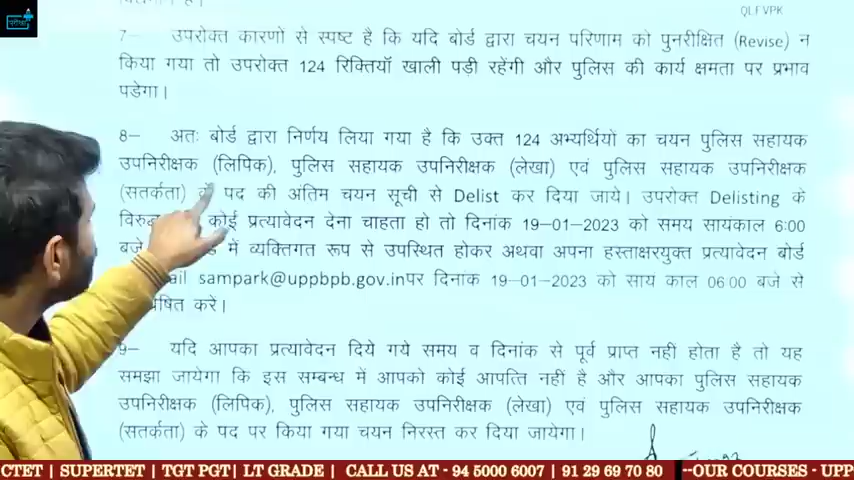 QLFVPK
7– उपरोक्त कारणो से स्पष्ट है कि यदि बोर्ड द्वारा चयन परिणाम को पुनरीक्षित (Revise) न
किया गया तो उपरोक्त 124 रिक्तियॉ खाली पड़ी रहेंगी और पुलिस की कार्य क्षमता पर प्रभाव
पडेगा।
8– अतः बोर्ड द्वारा निर्णय लिया गया है कि उक्त 124 अभ्यर्थियों का चयन पुलिस सहायक
उपनिरीक्षक (लिपिक), पुलिस सहायक उपनिरीक्षक (लेखा) एवं पुलिस सहायक उपनिरीक्षक
(सतर्कता) के पद की अंतिम चयन सूची से Delist कर दिया जाये। उपरोक्त Delisting के
कोई प्रत्यावेदन देना चाहता हो तो दिनांक 19-01-2023 को समय सायंकाल 6:00
बजे में व्यक्तिगत रूप से उपस्थित होकर अथवा अपना हस्ताक्षरयुक्त प्रत्यावेदन बोर्ड
sampark@uppbpb.gov.inपर दिनांक 19-01-2023 को साय काल 06:00 बजे से
करें।
9– यदि आपका प्रत्यावेदन दिये गये समय व दिनांक से पूर्व प्राप्त नहीं होता है तो यह
समझा जायेगा कि इस सम्बन्ध में आपको कोई आपत्ति नहीं है और आपका पुलिस सहायक
उपनिरीक्षक (लिपिक), पुलिस सहायक उपनिरीक्षक (लेखा) एवं पुलिस सहायक उपनिरीक्षक
(सतर्कता) के पद पर किया गया चयन निरस्त कर दिया जायेगा।
CTET | SUPERTET | TGT PGT| LT GRADE | CALL US AT - 94 5000 6007 | 91 29 69 70 80 --OUR COURSES - UPP